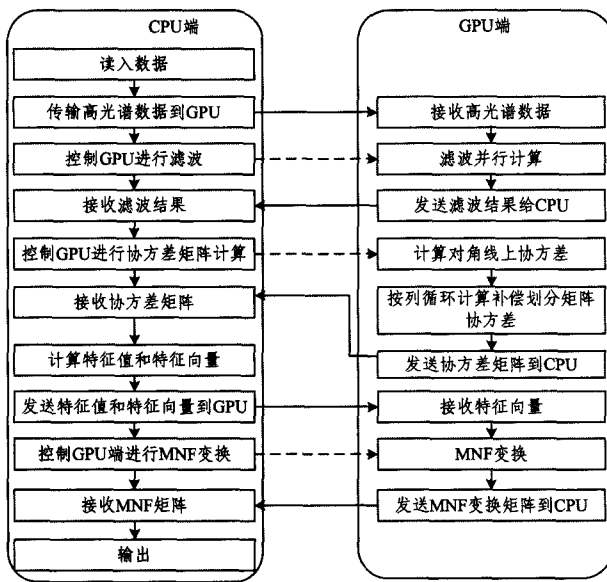 CPU端
读入数据
传输高光谱数据到GPU
控制GPU进行滤波
接收滤波结果
控制GPU进行协方差矩阵计算
接收协方差矩阵
计算特征值和特征向量
发送特征值和特征向量到GPU
控制GPU端进行MNF变换
接收MNF矩阵
输出
GPU端
接收高光谱数据
滤波并行计算
发送滤波结果给CPU
计算对角线上协方差
按列循环计算补偿划分矩阵
协方差
发送协方差矩阵到CPU
接收特征向量
MNF变换
发送MNF变换矩阵到CPU